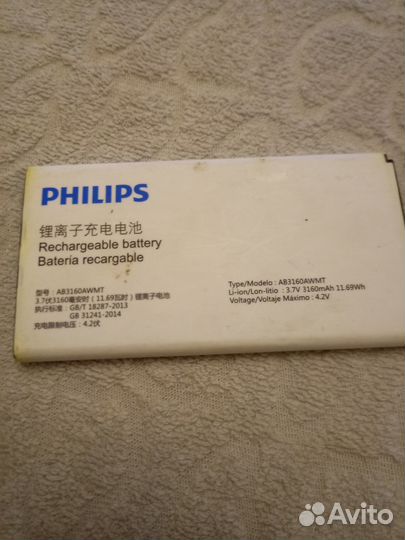 PHILIPS
锂离子充电电池
Rechargeable battery
Bateria recargable
型号：AB3160AWMT
3.7伏3160毫安时（11.69瓦时）锂离子电池
执行标准：GB/T 18287-2013
GB 31241-2014
充电限制电压：4.2伏
Type/Modelo : AB3160AWMT
Li-ion/Lon-litio : 3.7V 3160mAh 11.69Wh
Voltage/Voltaje Máximo : 4.2V
Avito